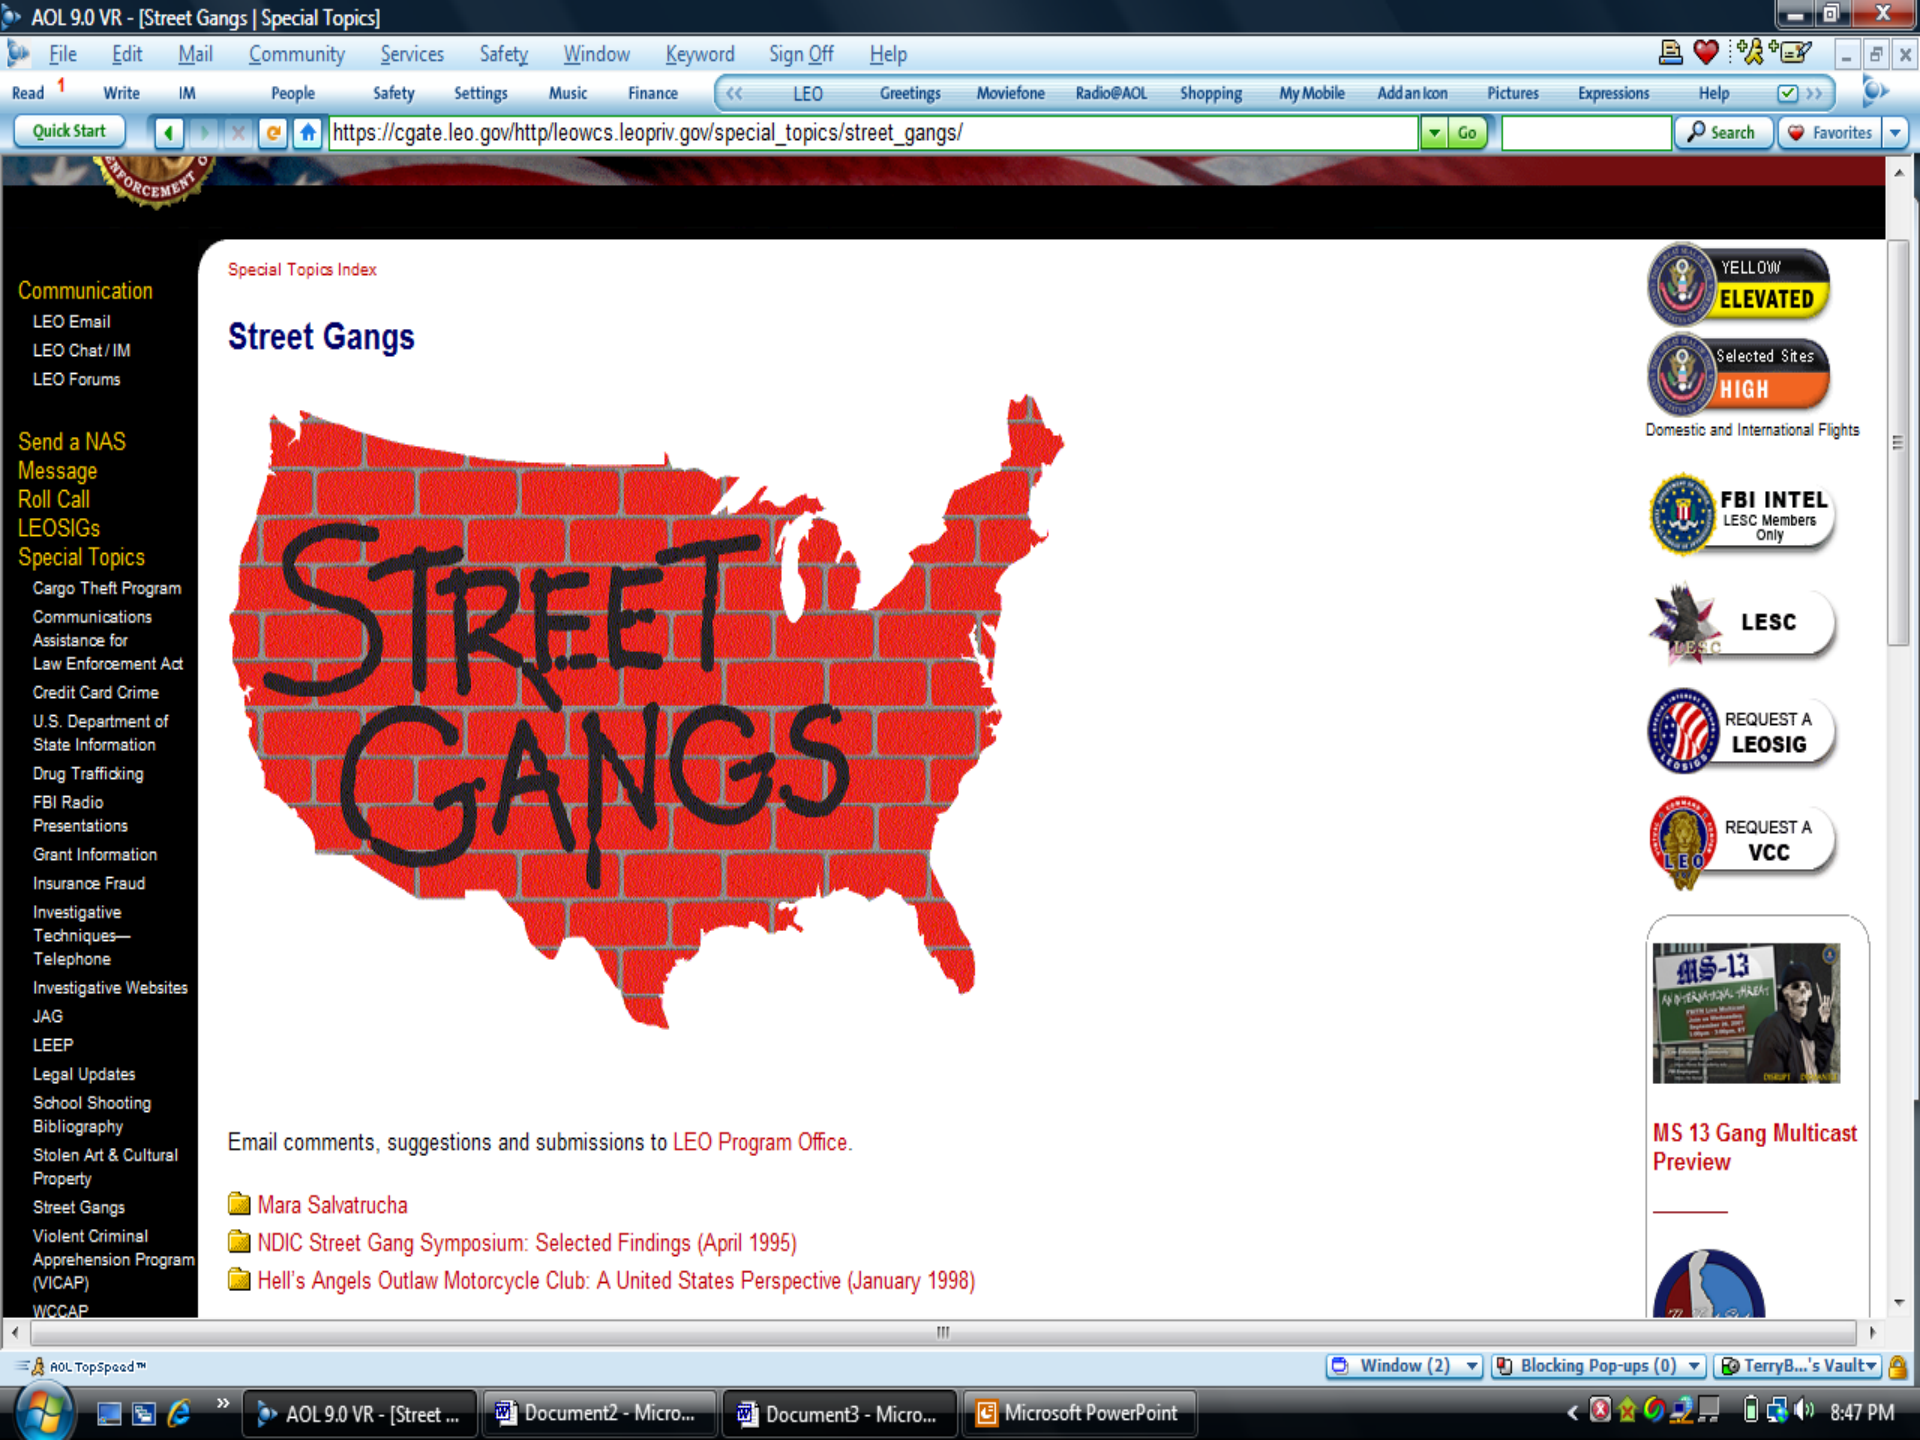 AOL 9.0 VR - [Street Gangs | Special Topics]
File Edit Mail Community Services Safety Window Keyword Sign Off Help
Read 1 Write IM People Safety Settings Music Finance << LEO Greetings Moviefone Radio@AOL Shopping My Mobile Add an Icon Pictures Expressions Help >>
Quick Start https://cgate.leo.gov/http/leowcs.leopriv.gov/special_topics/street_gangs/ Go Search Favorites
ENFORCEMENT
Communication
LEO Email
LEO Chat / IM
LEO Forums
Send a NAS
Message
Roll Call
LEOSIGs
Special Topics
Cargo Theft Program
Communications
Assistance for
Law Enforcement Act
Credit Card Crime
U.S. Department of
State Information
Drug Trafficking
FBI Radio
Presentations
Grant Information
Insurance Fraud
Investigative
Techniques—
Telephone
Investigative Websites
JAG
LEEP
Legal Updates
School Shooting
Bibliography
Stolen Art & Cultural
Property
Street Gangs
Violent Criminal
Apprehension Program
(VICAP)
WCCAP
Special Topics Index
Street Gangs
STREET
GANGS
Email comments, suggestions and submissions to LEO Program Office.
Mara Salvatrucha
NDIC Street Gang Symposium: Selected Findings (April 1995)
Hell's Angels Outlaw Motorcycle Club: A United States Perspective (January 1998)
YELLOW
ELEVATED
Selected Sites
HIGH
Domestic and International Flights
FBI INTEL
LESC Members
Only
LESC
LESC
REQUEST A
LEOSIG
LEOSIGS
REQUEST A
VCC
LEO
MS-13
AN INTERNATIONAL THREAT
MS 13 Gang Multicast
Preview
AOL TopSpeed™
Window (2) Blocking Pop-ups (0) TerryB...'s Vault
» AOL 9.0 VR - [Street ... Document2 - Micro... Document3 - Micro... Microsoft PowerPoint < 8:47 PM